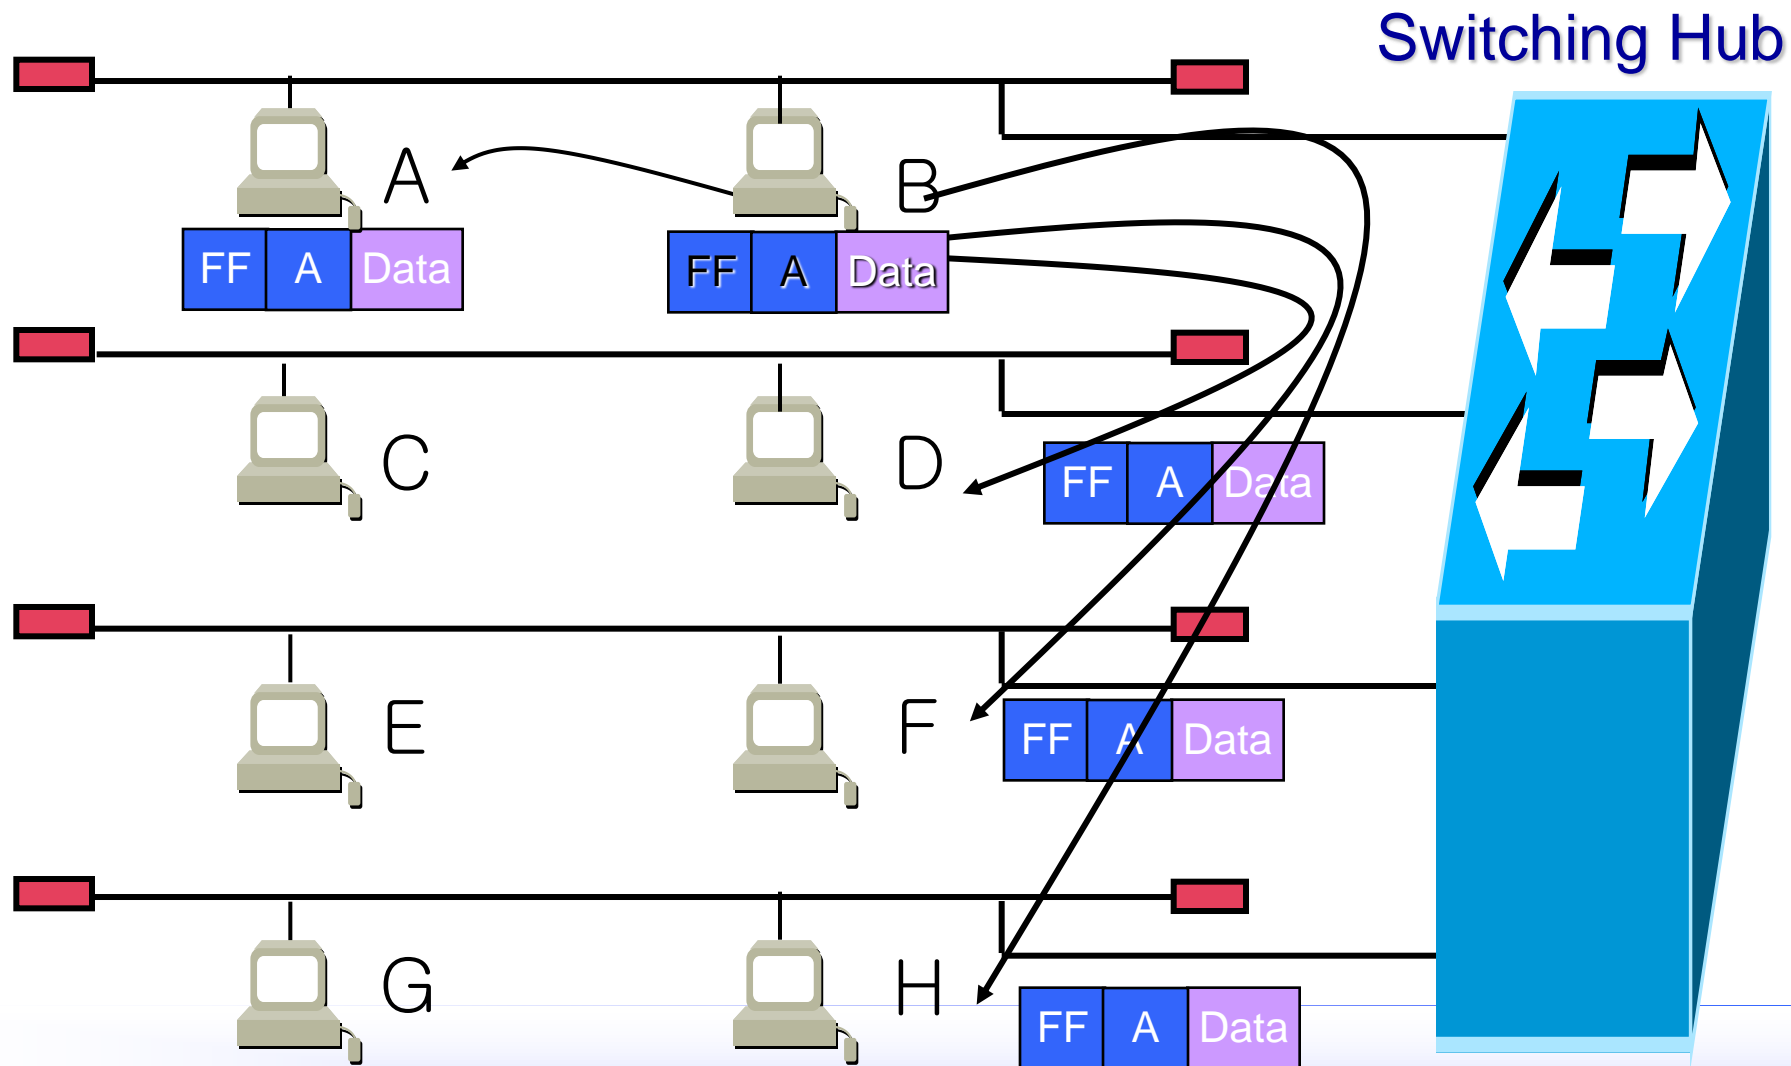 Switching Hub
A
B
FF A Data
FF A Data
C
D
FF A Data
E
F
FF A Data
G
H
FF A Data